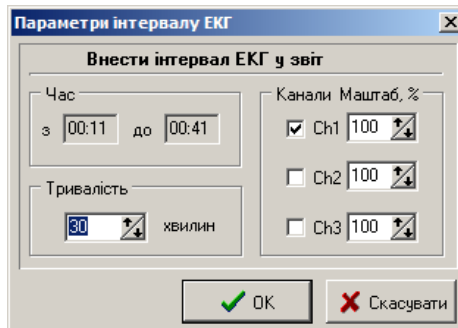 Параметри інтервалу ЕКГ
Внести інтервал ЕКГ у звіт
Час
з 00:11 до 00:41
Тривалість
30 хвилин
Канали Маштаб, %
Ch1 100
Ch2 100
Ch3 100
OK
Скасувати